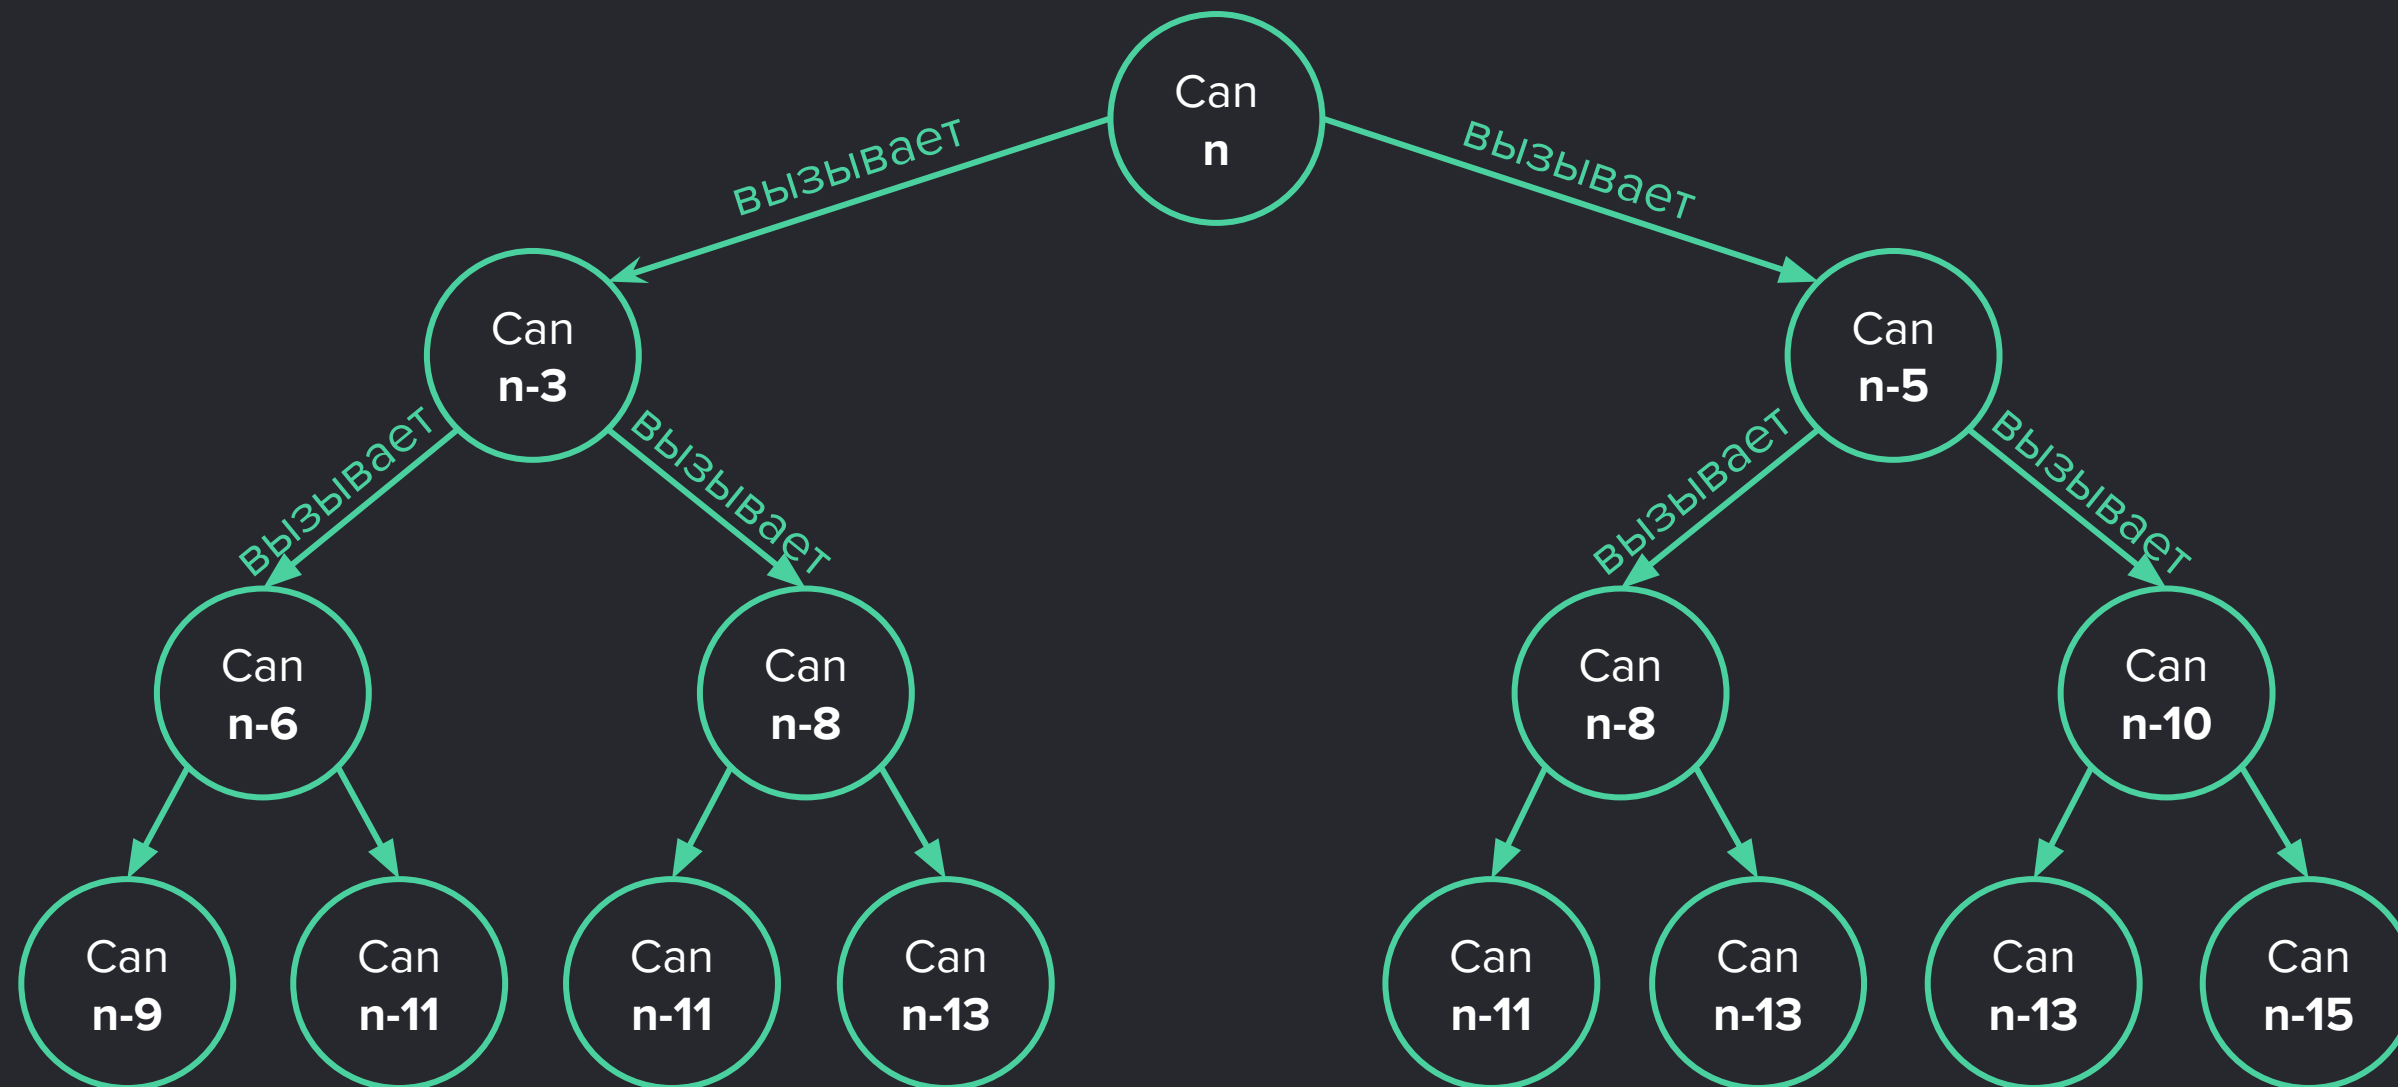 Can
n
вызывает
вызывает
Can
n-3
Can
n-5
вызывает
вызывает
вызывает
вызывает
Can
n-6
Can
n-8
Can
n-8
Can
n-10
Can
n-9
Can
n-11
Can
n-11
Can
n-13
Can
n-11
Can
n-13
Can
n-13
Can
n-15